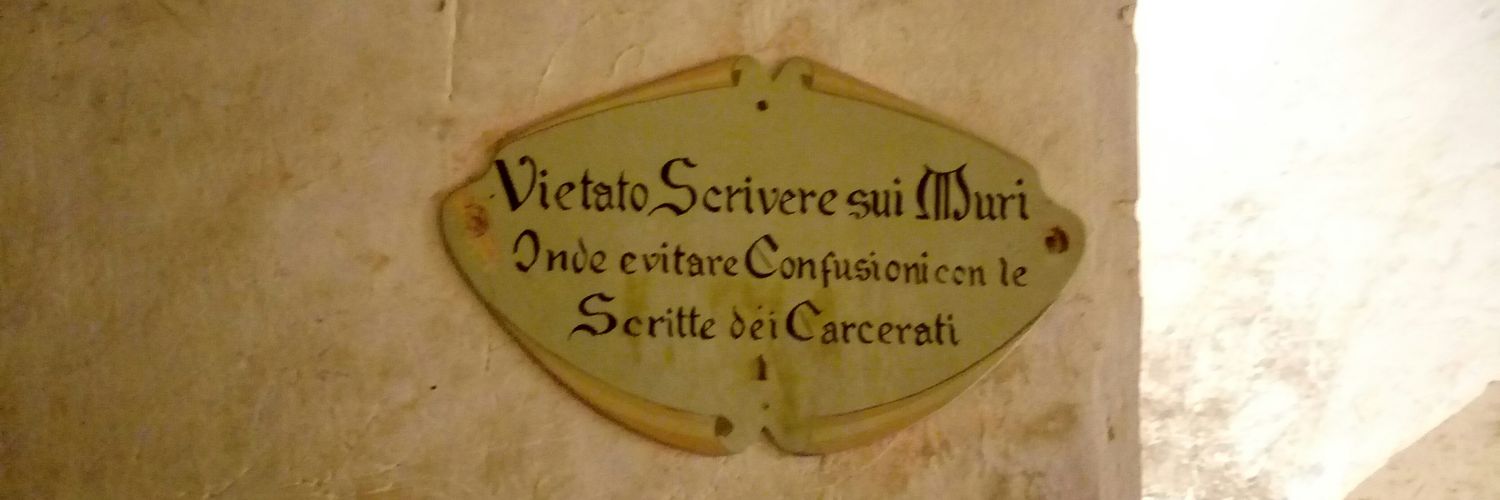 Vietato Scrivere sui Muri
Onde evitare Confusioni con le
Scritte dei Carcerati